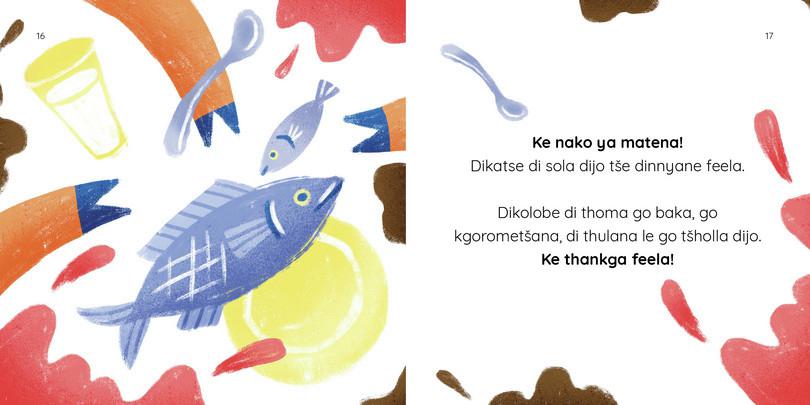 16
17
Ke nako ya matena!
Dikatse di sola dijo tše dinnyane feela.
Dikolobe di thoma go baka, go
kgorometšana, di thulana le go tšholla dijo.
Ke thankga feela!